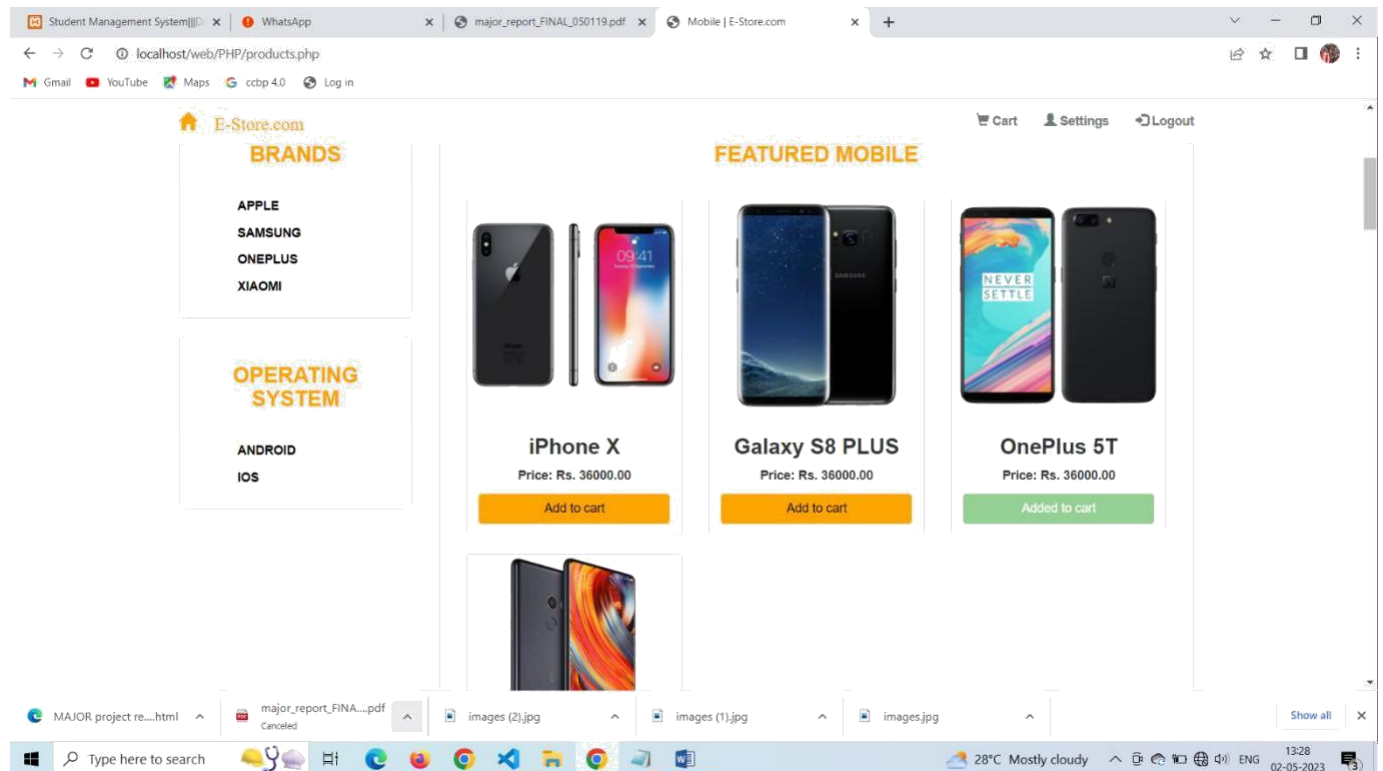 Student Management System|||D
WhatsApp
major_report_FINAL_050119.pdf
Mobile | E-Store.com
localhost/web/PHP/products.php
Gmail
YouTube
Maps
ccbp 4.0
Log in
E-Store.com
Cart
Settings
Logout
BRANDS
APPLE
SAMSUNG
ONEPLUS
XIAOMI
OPERATING
SYSTEM
ANDROID
IOS
FEATURED MOBILE
09:41
SAMSUNG
NEVER
SETTLE
iPhone X
Price: Rs. 36000.00
Add to cart
Galaxy S8 PLUS
Price: Rs. 36000.00
Add to cart
OnePlus 5T
Price: Rs. 36000.00
Added to cart
MAJOR project re....html
major_report_FINA....pdf
Canceled
images (2).jpg
images (1).jpg
images.jpg
Show all
Type here to search
28°C Mostly cloudy
ENG
13:28
02-05-2023
3